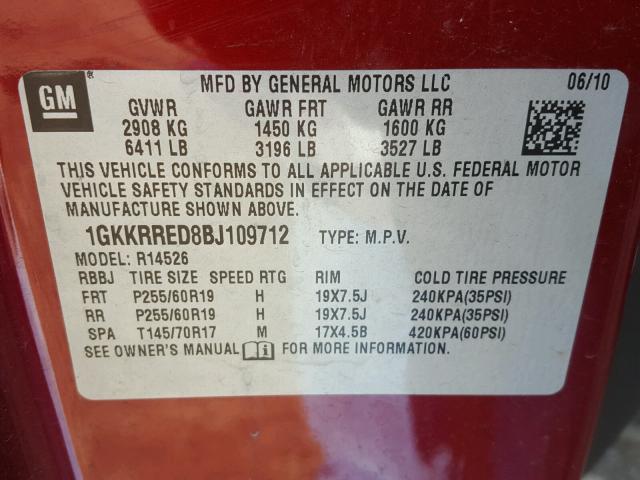 GM
MFD BY GENERAL MOTORS LLC 06/10
GVWR GAWR FRT GAWR RR
2908 KG 1450 KG 1600 KG
6411 LB 3196 LB 3527 LB
THIS VEHICLE CONFORMS TO ALL APPLICABLE U.S. FEDERAL MOTOR
VEHICLE SAFETY STANDARDS IN EFFECT ON THE DATE OF
MANUFACTURE SHOWN ABOVE.
1GKKRRED8BJ109712 TYPE: M.P.V.
MODEL: R14526
RBBJ TIRE SIZE SPEED RTG RIM COLD TIRE PRESSURE
FRT P255/60R19 H 19X7.5J 240KPA(35PSI)
RR P255/60R19 H 19X7.5J 240KPA(35PSI)
SPA T145/70R17 M 17X4.5B 420KPA(60PSI)
SEE OWNER'S MANUAL FOR MORE INFORMATION.